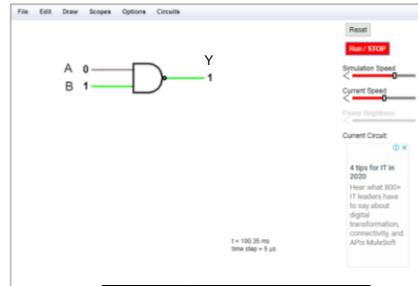 File Edit Draw Scopes Options Circuits
Reset
Run / STOP
Simulation Speed
Current Speed
Power Brightness
Current Circuit:
A 0
B 1
Y
1
4 tips for IT in
2020
Hear what 800+
IT leaders have
to say about
digital
transformation,
connectivity, and
APIs MuleSoft
t = 100.35 ms
time step = 5 μs